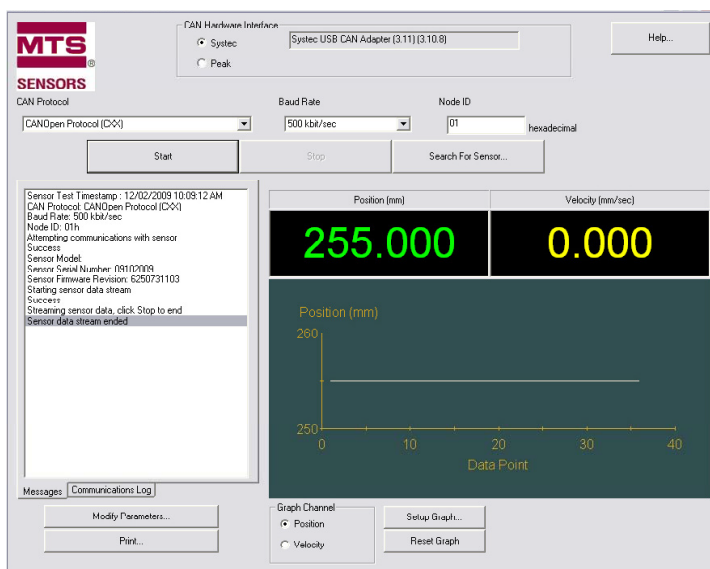 MTS
®
SENSORS
CAN Hardware Interface
Systec
Systec USB CAN Adapter (3.11) (3.10.8)
Peak
Help...
CAN Protocol
Baud Rate
Node ID
CANOpen Protocol (CXX)
500 kbit/sec
01
hexadecimal
Start
Stop
Search For Sensor...
Sensor Test Timestamp : 12/02/2009 10:09:12 AM
CAN Protocol: CANOpen Protocol (CXX)
Baud Rate: 500 kbit/sec
Node ID: 01h
Attempting communications with sensor
Success
Sensor Model:
Sensor Serial Number: 09102009
Sensor Firmware Revision: 6250731103
Starting sensor data stream
Success
Streaming sensor data, click Stop to end
Sensor data stream ended
Messages
Communications Log
Position (mm)
Velocity (mm/sec)
255.000
0.000
Position (mm)
260
250
0
10
20
30
40
Data Point
Modify Parameters...
Print...
Graph Channel
Position
Velocity
Setup Graph...
Reset Graph